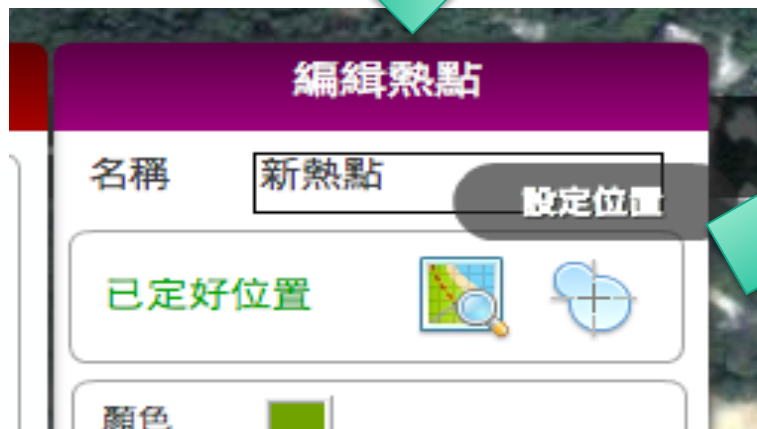 編緝熱點
名稱
新熱點
設定位置
已定好位置
顏色